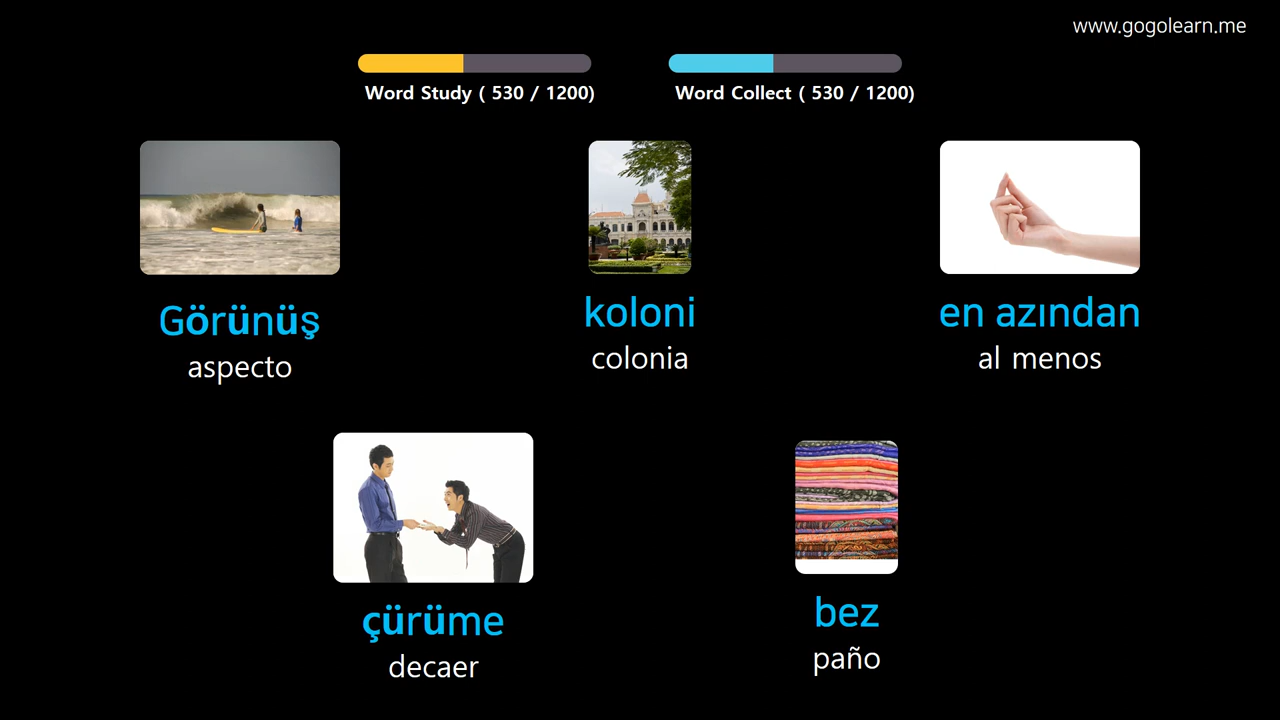 www.gogolearn.me
Word Study ( 530 / 1200)
Word Collect ( 530 / 1200)
Görünüş
aspecto
koloni
colonia
en azından
al menos
çürüme
decaer
bez
paño